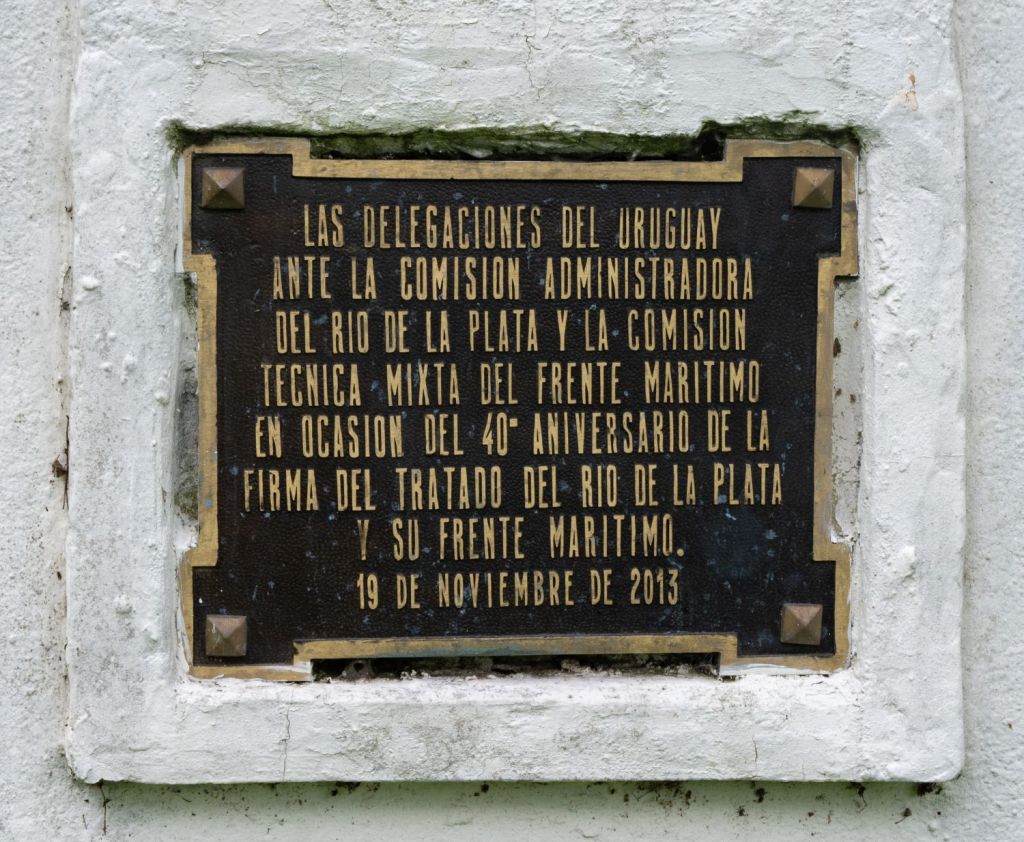 LAS DELEGACIONES DEL URUGUAY
ANTE LA COMISION ADMINISTRADORA
DEL RIO DE LA PLATA Y LA COMISION
TECNICA MIXTA DEL FRENTE MARITIMO
EN OCASION DEL 40º ANIVERSARIO DE LA
FIRMA DEL TRATADO DEL RIO DE LA PLATA
Y SU FRENTE MARITIMO.
19 DE NOVIEMBRE DE 2013